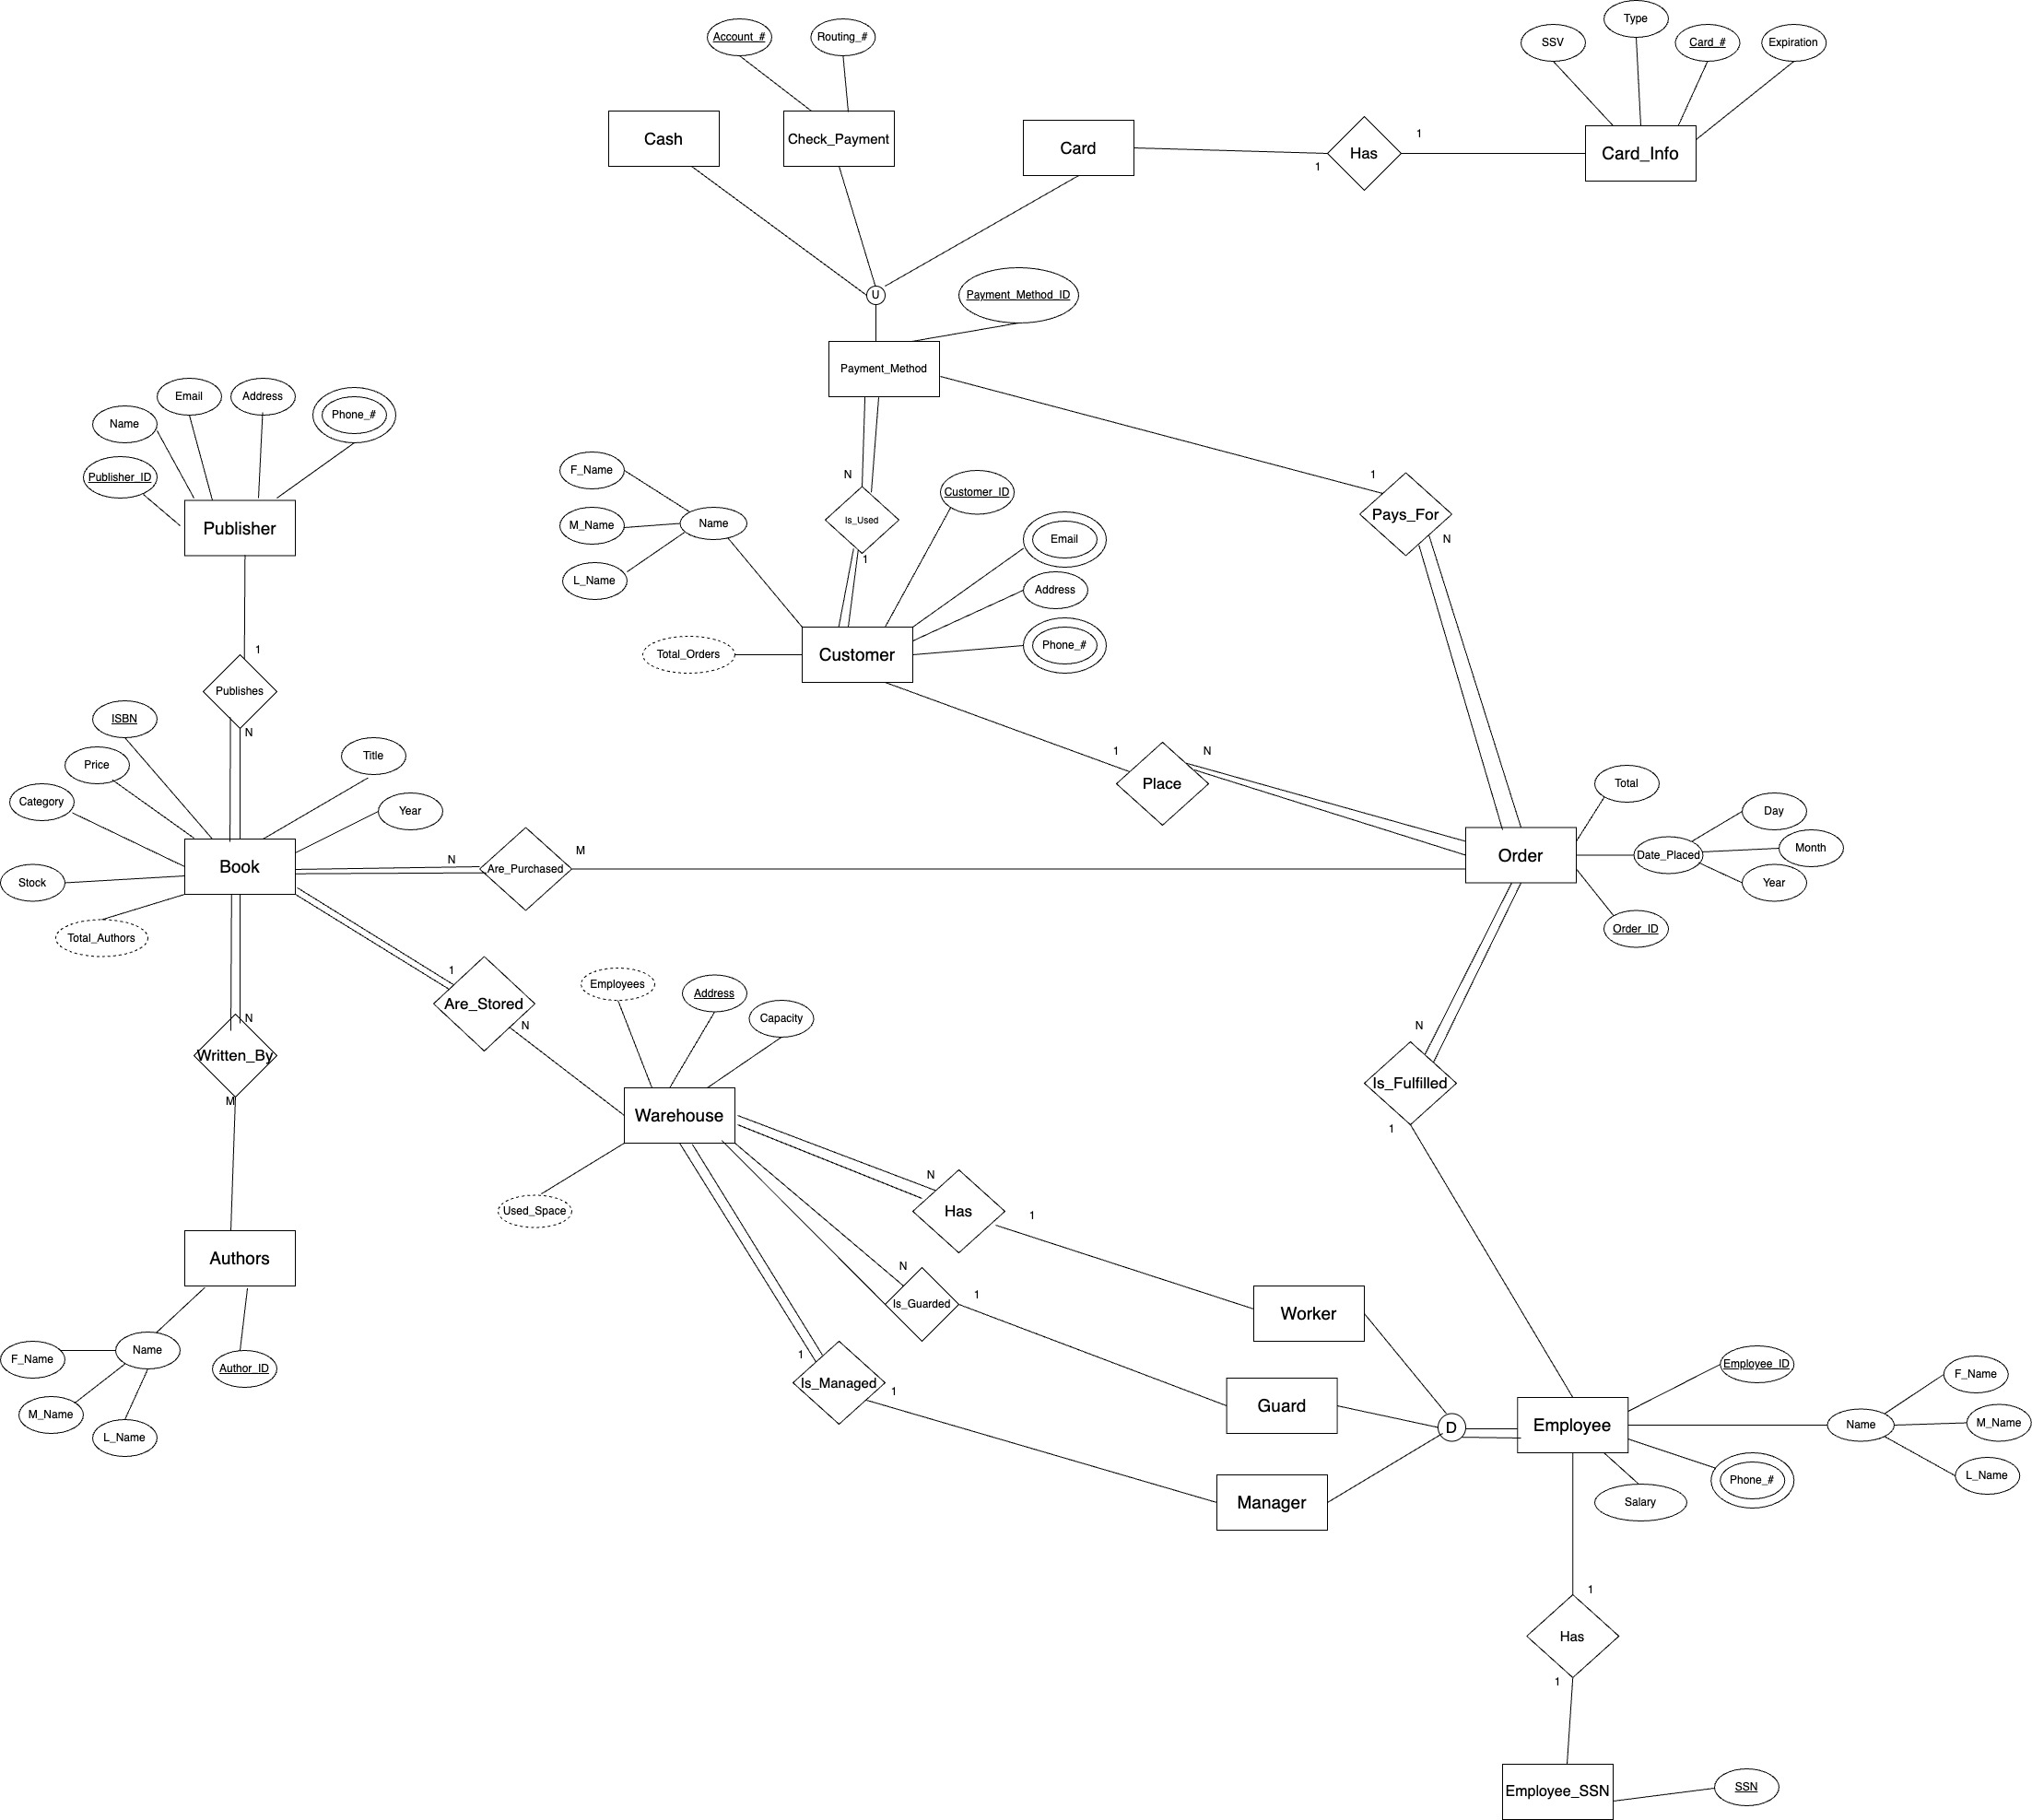 Type
Account_#
Routing_#
SSV
Card_#
Expiration
Cash
Check_Payment
Card
1
Has
1
Card_Info
U
Payment_Method_ID
Payment_Method
Email
Address
Phone_#
Name
Publisher_ID
Publisher
F_Name
M_Name
L_Name
Name
N
Is_Used
1
Customer_ID
Email
Address
Phone_#
Total_Orders
Customer
1
Pays_For
N
1
Publishes
N
1
Place
N
ISBN
Price
Category
Stock
Total_Authors
Title
Year
Book
N
Are_Purchased
M
Order
Total
Date_Placed
Day
Month
Year
Order_ID
1
Are_Stored
N
Employees
Address
Capacity
Warehouse
Used_Space
N
Written_By
M
Authors
Name
F_Name
M_Name
L_Name
Author_ID
N
Is_Fulfilled
1
N
Has
1
N
Is_Guarded
1
1
Is_Managed
1
Worker
Guard
Manager
D
Employee
Employee_ID
Name
F_Name
M_Name
L_Name
Phone_#
Salary
1
Has
1
Employee_SSN
SSN